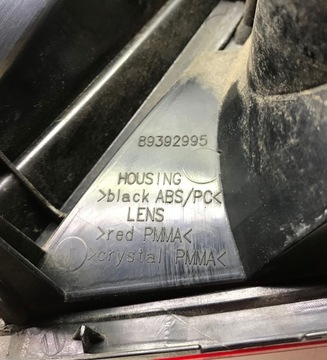 89392995
HOUSING
>black ABS/PC<
LENS
>red PMMA<
>crystal PMMA<